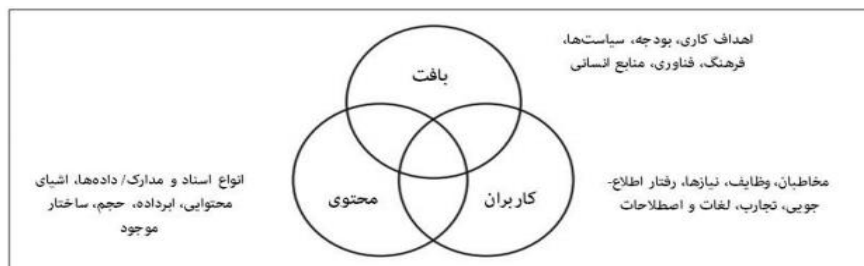 اهداف کاری، بودجه، سیاست‌ها،
فرهنگ، فناوری، منابع انسانی
بافت
محتوی
کاربران
مخاطبان، وظایف، نیازها، رفتار اطلاع-
جویی، تجارب، لغات و اصطلاحات
انواع اسناد و مدارک/ داده‌ها، اشیای
محتوایی، ابرداده، حجم، ساختار
موجود